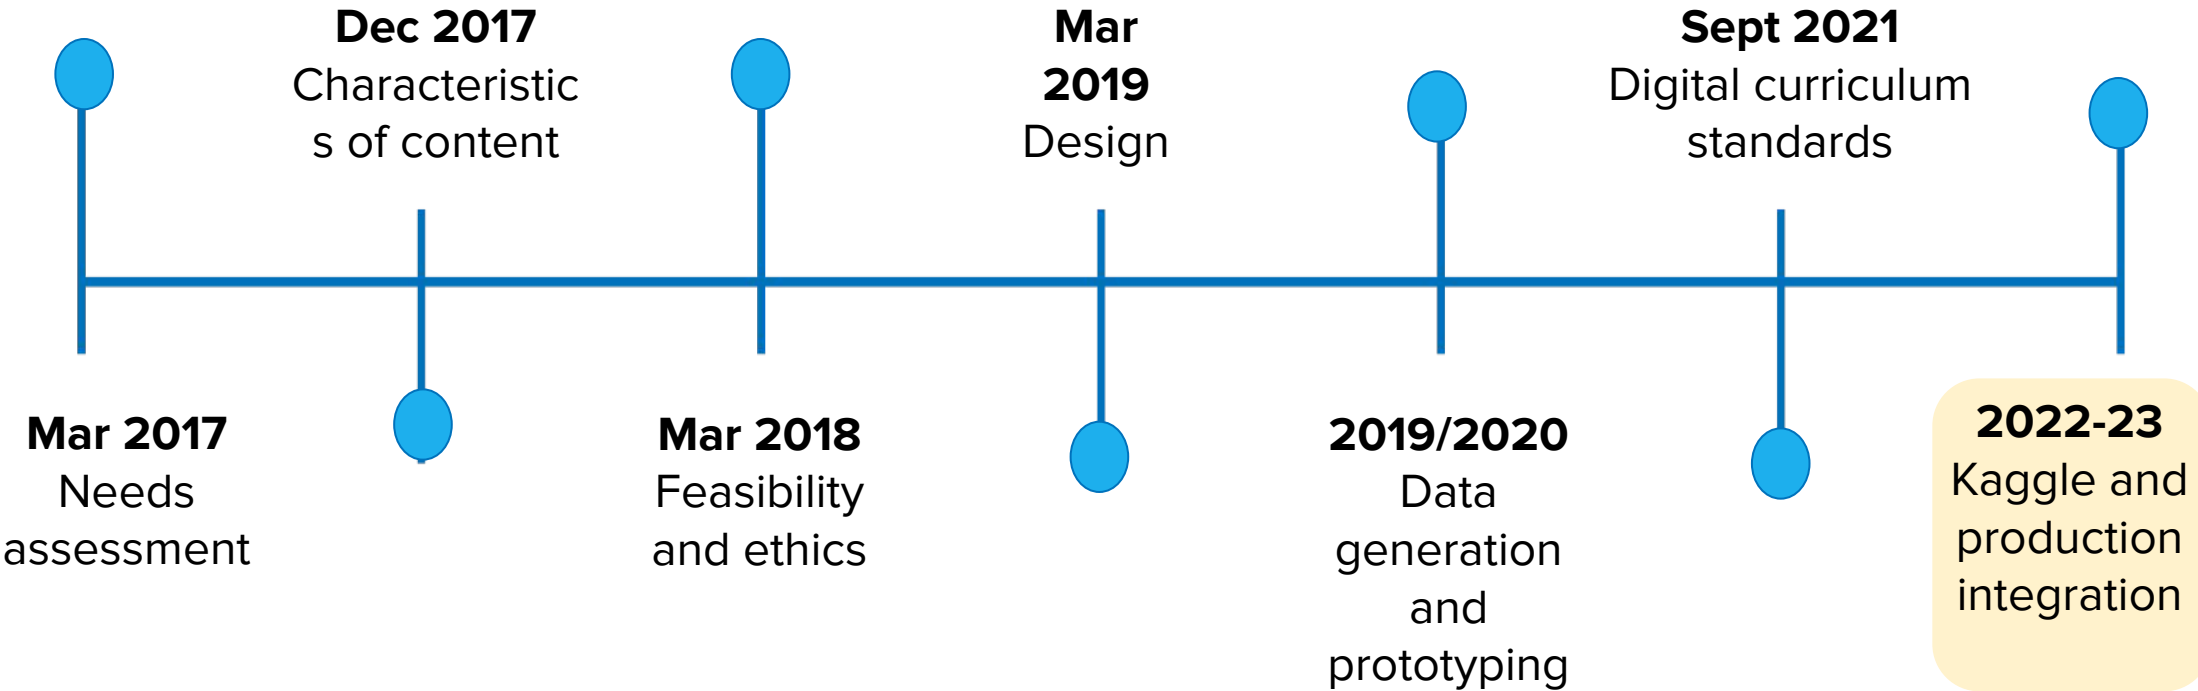 Mar 2017
Needs
assessment
Dec 2017
Characteristic
s of content
Mar 2018
Feasibility
and ethics
Mar
2019
Design
2019/2020
Data
generation
and
prototyping
Sept 2021
Digital curriculum
standards
2022-23
Kaggle and
production
integration